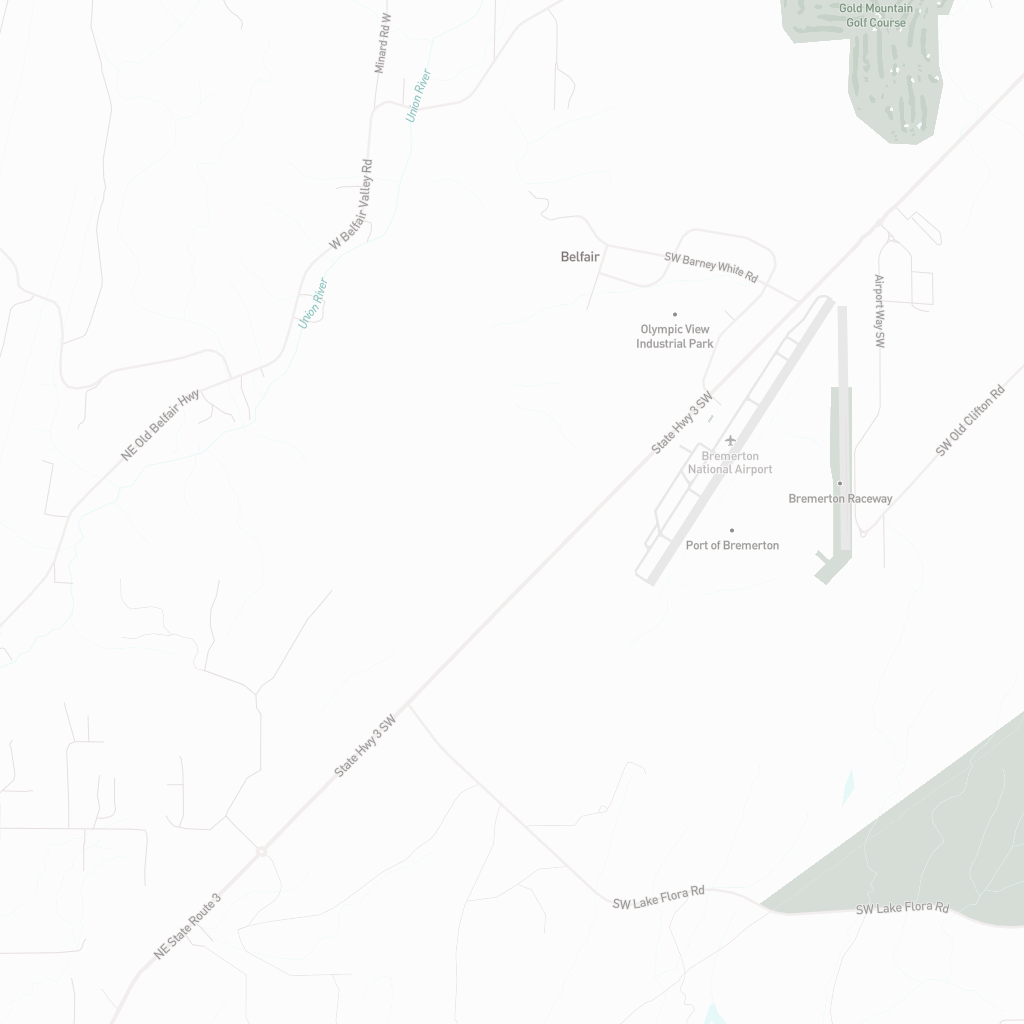 Gold Mountain
Golf Course
Minard Rd W
Union River
W Belfair Valley Rd
Belfair
SW Barney White Rd
Union River
Airport Way SW
Olympic View
Industrial Park
NE Old Belfair Hwy
State Hwy 3 SW
SW Old Clifton Rd
Bremerton
National Airport
Bremerton Raceway
Port of Bremerton
State Hwy 3 SW
SW Lake Flora Rd
SW Lake Flora Rd
NE State Route 3